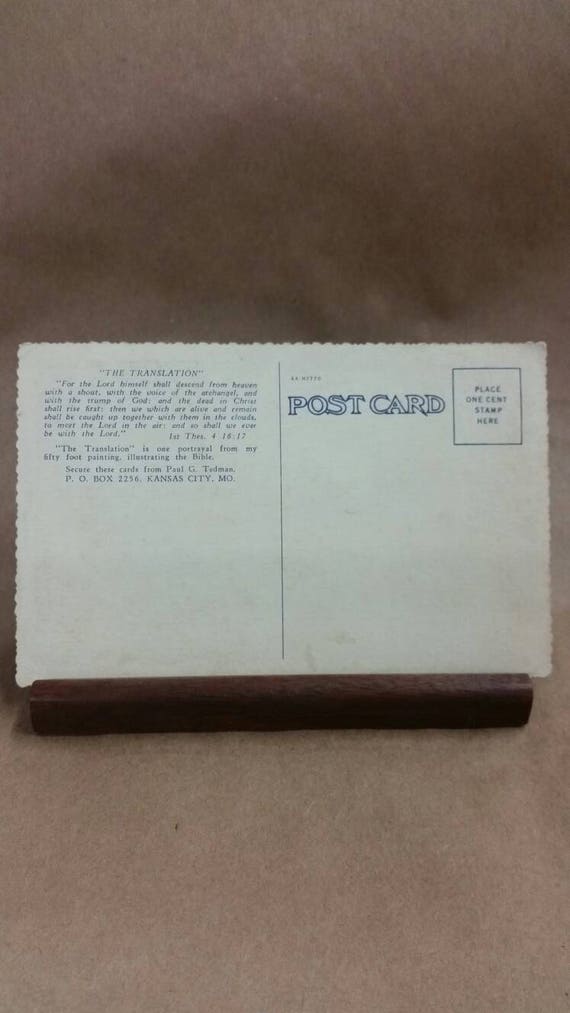 "THE TRANSLATION"
"For the Lord himself shall descend from heaven
with a shout, with the voice of the archangel, and
with the trump of God: and the dead in Christ
shall rise first: then we which are alive and remain
shall be caught up together with them in the clouds,
to meet the Lord in the air: and so shall we ever
be with the Lord." 1st Thes. 4 16:17
"The Translation" is one portrayal from my
fifty foot painting, illustrating the Bible.
Secure these cards from Paul G. Tedman,
P. O. BOX 2256, KANSAS CITY, MO.
POST CARD
PLACE
ONE CENT
STAMP
HERE